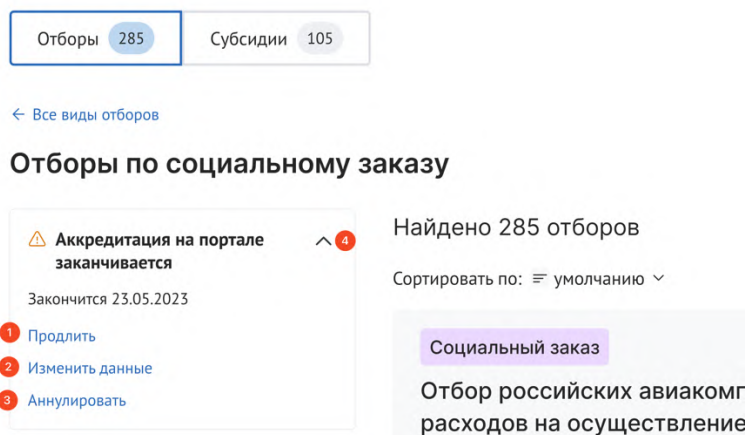 Отборы 285 Субсидии 105
← Все виды отборов
Отборы по социальному заказу
Аккредитация на портале 4
заканчивается
Закончится 23.05.2023
1 Продлить
2 Изменить данные
3 Аннулировать
Найдено 285 отборов
Сортировать по: умолчанию
Социальный заказ
Отбор российских авиакомп
расходов на осуществление